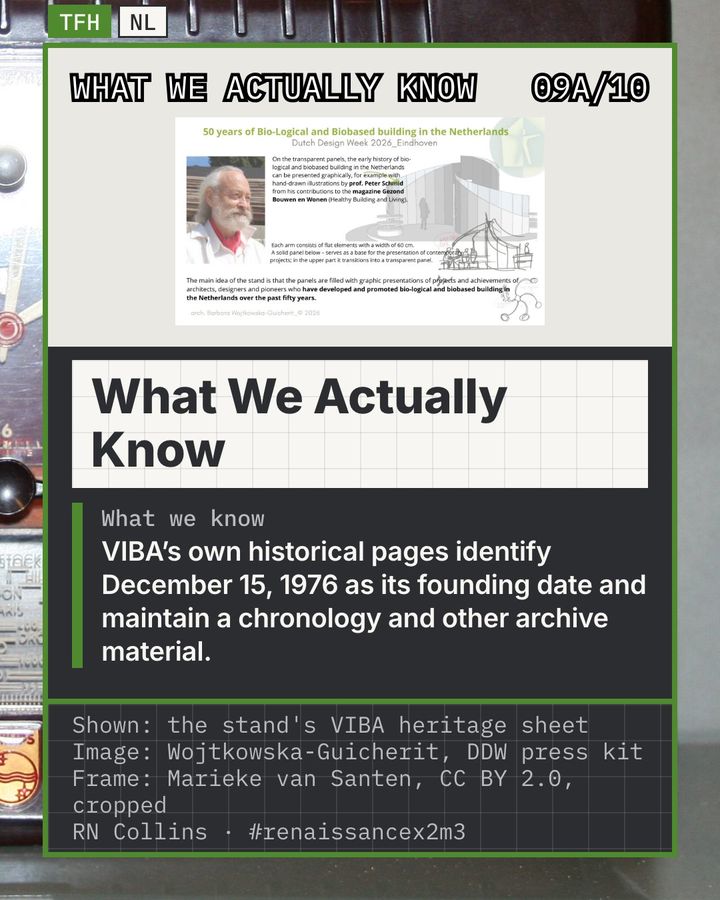 TFH NL
WHAT WE ACTUALLY KNOW 09A/10
50 years of Bio-Logical and Biobased building in the Netherlands
Dutch Design Week 2026_Eindhoven
On the transparent panels, the early history of bio-
logical and biobased building in the Netherlands
can be presented graphically, for example with
hand-drawn illustrations by prof. Peter Schmid
from his contributions to the magazine Gezond
Bouwen en Wonen (Healthy Building and Living).
Each arm consists of flat elements with a width of 60 cm.
A solid panel below – serves as a base for the presentation of contemporary
projects; in the upper part it transitions into a transparent panel.
The main idea of the stand is that the panels are filled with graphic presentations of projects and achievements of
architects, designers and pioneers who have developed and promoted bio-logical and biobased building in
the Netherlands over the past fifty years.
arch. Barbara Wojtkowska-Guicherit_© 2026
What We Actually
Know
What we know
VIBA’s own historical pages identify
December 15, 1976 as its founding date and
maintain a chronology and other archive
material.
Shown: the stand's VIBA heritage sheet
Image: Wojtkowska-Guicherit, DDW press kit
Frame: Marieke van Santen, CC BY 2.0,
cropped
RN Collins · #renaissancex2m3